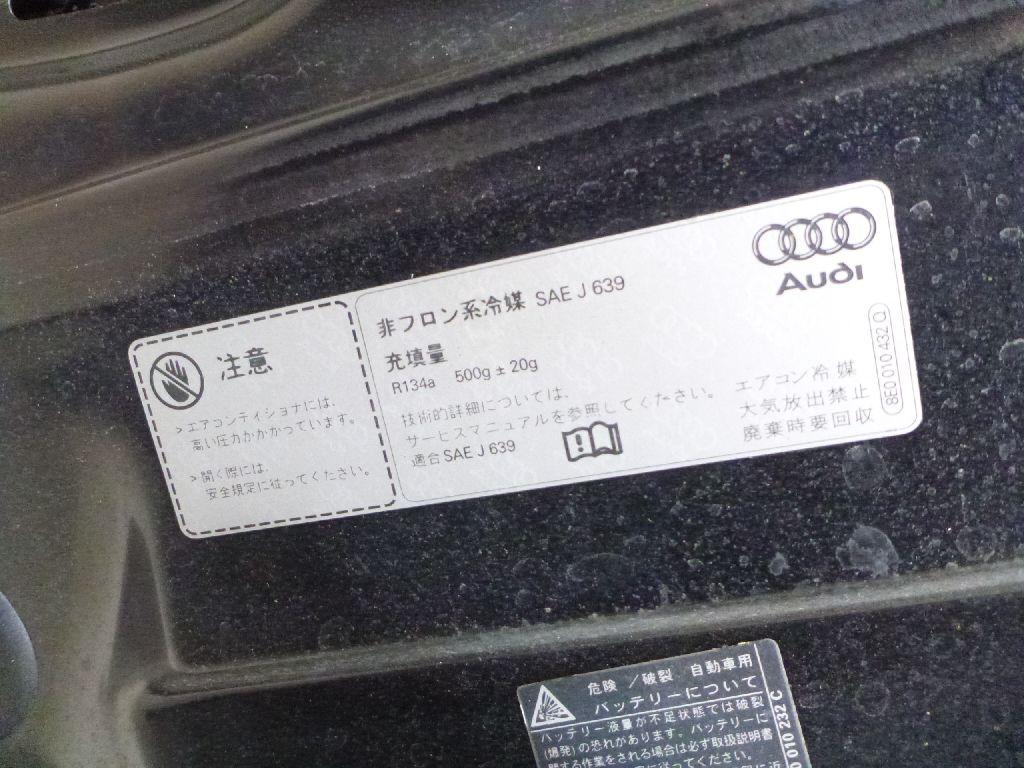 注意
> エアコンディショナには、
高い圧力がかかっています。
> 開く際には、
安全規定に従ってください。
非フロン系冷媒 SAE J 639
充填量
R134a 500g ± 20g
技術的詳細については、
サービスマニュアルを参照してください。
適合 SAE J 639
Audi
エアコン冷媒
大気放出禁止
廃棄時要回収
8E0 010 432 Q
危険/破裂 自動車用
バッテリーについて
バッテリー液量が不足状態では破裂
(爆発)の恐れがあります。バッテリーに
関する作業をされる場合は必ず取扱説明書
に従ってください。
0 010 232 C